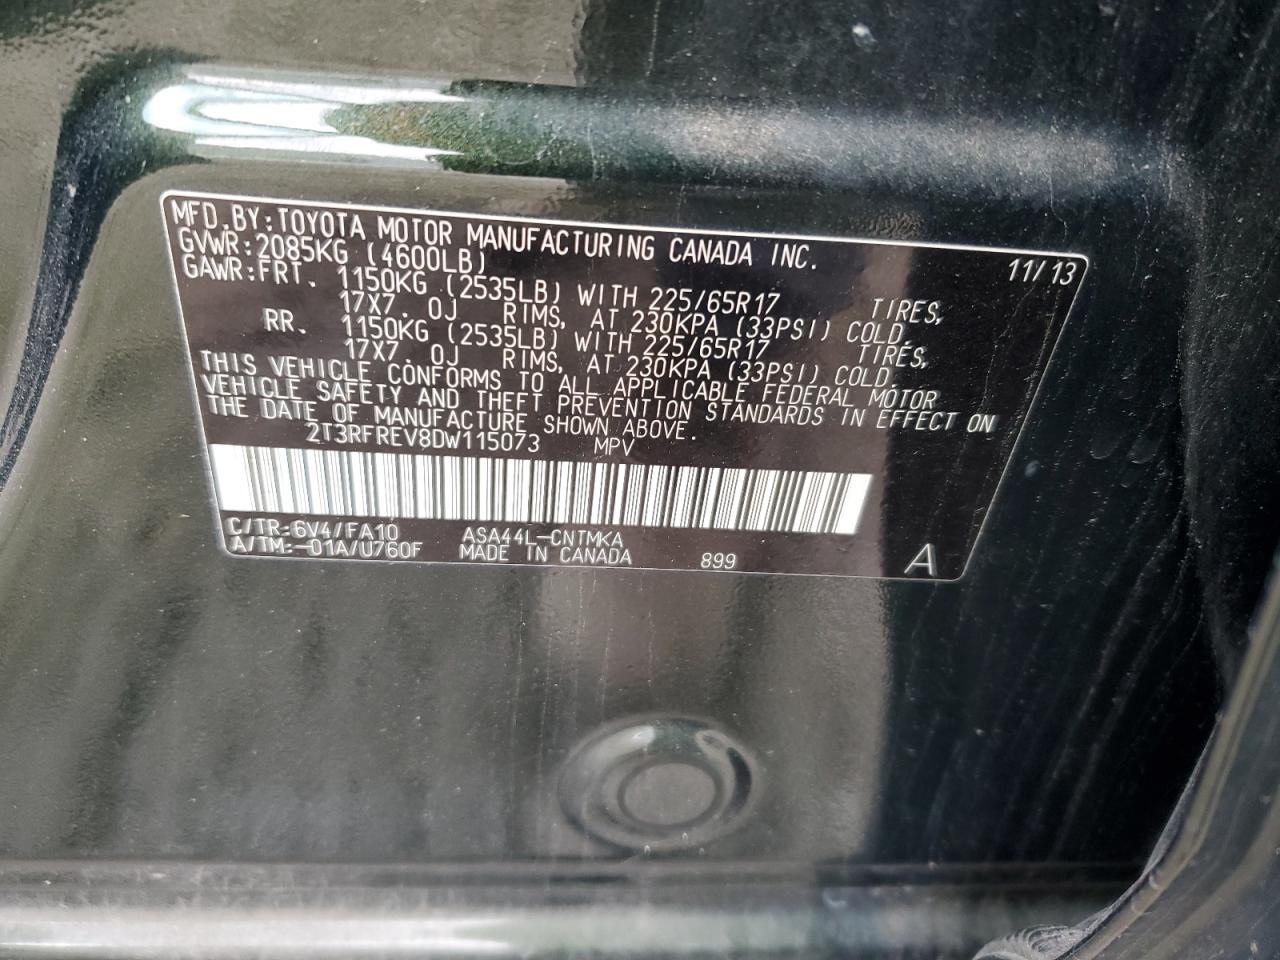 MFD. BY: TOYOTA MOTOR MANUFACTURING CANADA INC. 11/13
GVWR: 2085KG (4600LB)
GAWR: FRT. 1150KG (2535LB) WITH 225/65R17 TIRES,
17X7. OJ RIMS, AT 230KPA (33PSI) COLD.
RR. 1150KG (2535LB) WITH 225/65R17 TIRES,
17X7. OJ RIMS, AT 230KPA (33PSI) COLD.
THIS VEHICLE CONFORMS TO ALL APPLICABLE FEDERAL MOTOR
VEHICLE SAFETY AND THEFT PREVENTION STANDARDS IN EFFECT ON
THE DATE OF MANUFACTURE SHOWN ABOVE.
2T3RFREV8DW115073 MPV
C/TR: 6V4/FA10 ASA44L-CNTMKA
A/TM: -01A/U760F MADE IN CANADA 899 A